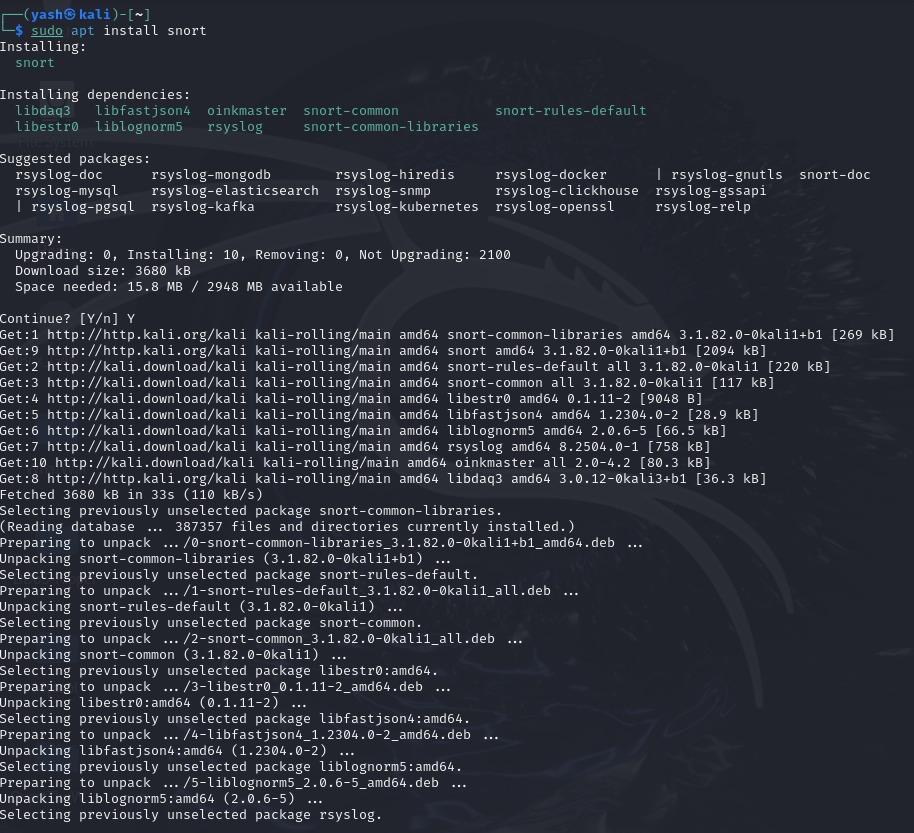 ┌──(yash㉿kali)-[~]
└─$ sudo apt install snort
Installing:
  snort

Installing dependencies:
  libdaq3   libfastjson4  oinkmaster  snort-common            snort-rules-default
  libestr0  liblognorm5   rsyslog     snort-common-libraries

Suggested packages:
  rsyslog-doc      rsyslog-mongodb        rsyslog-hiredis     rsyslog-docker      | rsyslog-gnutls  snort-doc
  rsyslog-mysql    rsyslog-elasticsearch  rsyslog-snmp        rsyslog-clickhouse  rsyslog-gssapi
  | rsyslog-pgsql  rsyslog-kafka          rsyslog-kubernetes  rsyslog-openssl     rsyslog-relp

Summary:
  Upgrading: 0, Installing: 10, Removing: 0, Not Upgrading: 2100
  Download size: 3680 kB
  Space needed: 15.8 MB / 2948 MB available

Continue? [Y/n] Y
Get:1 http://http.kali.org/kali kali-rolling/main amd64 snort-common-libraries amd64 3.1.82.0-0kali1+b1 [269 kB]
Get:9 http://http.kali.org/kali kali-rolling/main amd64 snort amd64 3.1.82.0-0kali1+b1 [2094 kB]
Get:2 http://kali.download/kali kali-rolling/main amd64 snort-rules-default all 3.1.82.0-0kali1 [220 kB]
Get:3 http://kali.download/kali kali-rolling/main amd64 snort-common all 3.1.82.0-0kali1 [117 kB]
Get:4 http://kali.download/kali kali-rolling/main amd64 libestr0 amd64 0.1.11-2 [9048 B]
Get:5 http://kali.download/kali kali-rolling/main amd64 libfastjson4 amd64 1.2304.0-2 [28.9 kB]
Get:6 http://kali.download/kali kali-rolling/main amd64 liblognorm5 amd64 2.0.6-5 [66.5 kB]
Get:7 http://kali.download/kali kali-rolling/main amd64 rsyslog amd64 8.2504.0-1 [758 kB]
Get:10 http://kali.download/kali kali-rolling/main amd64 oinkmaster all 2.0-4.2 [80.3 kB]
Get:8 http://kali.download/kali kali-rolling/main amd64 libdaq3 amd64 3.0.12-0kali3+b1 [36.3 kB]
Fetched 3680 kB in 33s (110 kB/s)
Selecting previously unselected package snort-common-libraries.
(Reading database ... 387357 files and directories currently installed.)
Preparing to unpack .../0-snort-common-libraries_3.1.82.0-0kali1+b1_amd64.deb ...
Unpacking snort-common-libraries (3.1.82.0-0kali1+b1) ...
Selecting previously unselected package snort-rules-default.
Preparing to unpack .../1-snort-rules-default_3.1.82.0-0kali1_all.deb ...
Unpacking snort-rules-default (3.1.82.0-0kali1) ...
Selecting previously unselected package snort-common.
Preparing to unpack .../2-snort-common_3.1.82.0-0kali1_all.deb ...
Unpacking snort-common (3.1.82.0-0kali1) ...
Selecting previously unselected package libestr0:amd64.
Preparing to unpack .../3-libestr0_0.1.11-2_amd64.deb ...
Unpacking libestr0:amd64 (0.1.11-2) ...
Selecting previously unselected package libfastjson4:amd64.
Preparing to unpack .../4-libfastjson4_1.2304.0-2_amd64.deb ...
Unpacking libfastjson4:amd64 (1.2304.0-2) ...
Selecting previously unselected package liblognorm5:amd64.
Preparing to unpack .../5-liblognorm5_2.0.6-5_amd64.deb ...
Unpacking liblognorm5:amd64 (2.0.6-5) ...
Selecting previously unselected package rsyslog.